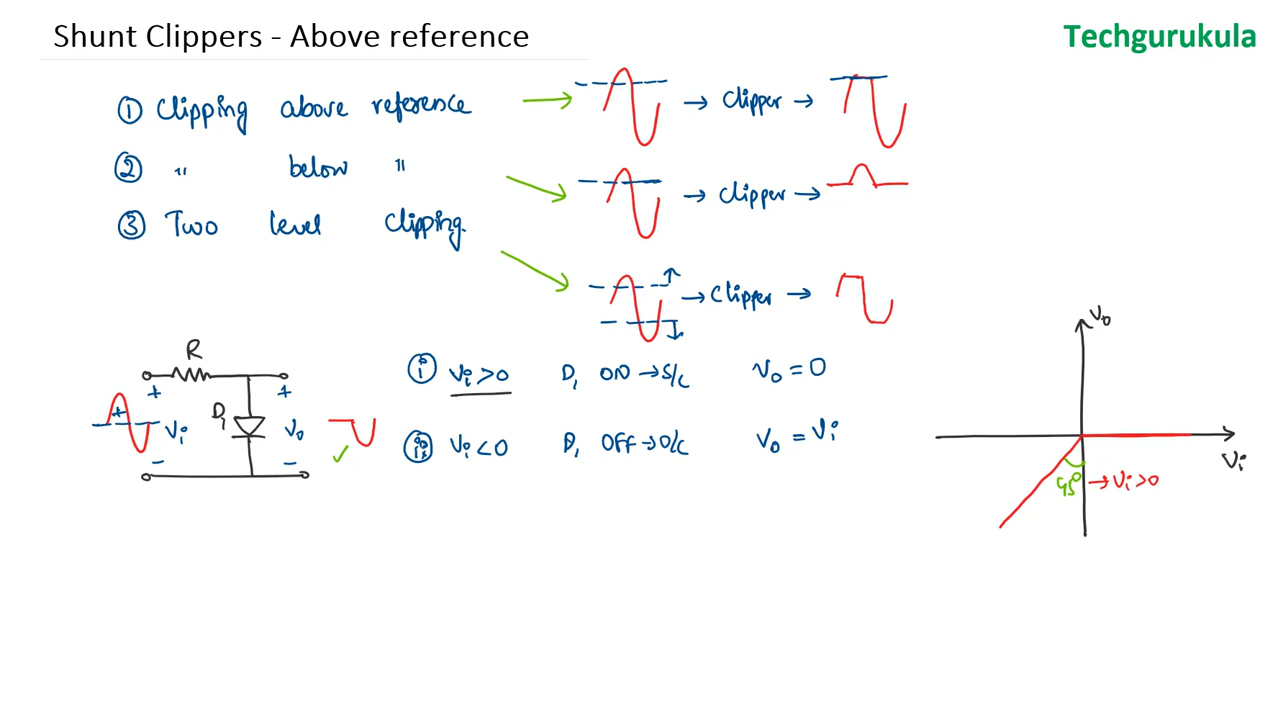 Shunt Clippers - Above reference
Techgurukula
① Clipping above reference
→ → Clipper →
② " below "
→ → Clipper →
③ Two level clipping
→ → Clipper →
R
+ +
D₁
+ Vi Vo
- -
ⓘ Vi>0 D₁ ON → S/C Vo = 0
ⓘⓘ Vi<0 D₁ OFF → O/C Vo = Vi
Vo
Vi
45° → Vi>0